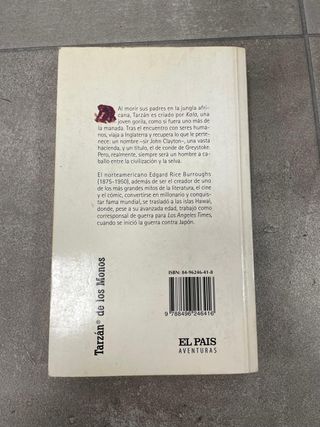 Al morir sus padres en la jungla afri-
cana, Tarzán es criado por Kala, una
joven gorila, como si fuera uno más de
la manada. Tras el encuentro con seres huma-
nos, viaja a Inglaterra y recupera lo que le perte-
nece: un nombre –sir John Clayton–, una vasta
hacienda, y un título, el de conde de Greystoke.
Pero, realmente, siempre será un hombre a caba-
llo entre la civilización y la selva.
El norteamericano Edgard Rice Burroughs
(1875-1950), además de ser el creador de uno
de los más grandes mitos de la literatura, el cine
y el cómic, convertirse en millonario y conquis-
tar fama mundial, se trasladó a las islas Hawai,
donde, pese a su avanzada edad, trabajó como
corresponsal de guerra para Los Angeles Times,
cuando se inició la guerra contra Japón.
Tarzán® de los Monos
ISBN: 84-96246-41-8
9 788496 246416
EL PAIS
AVENTURAS